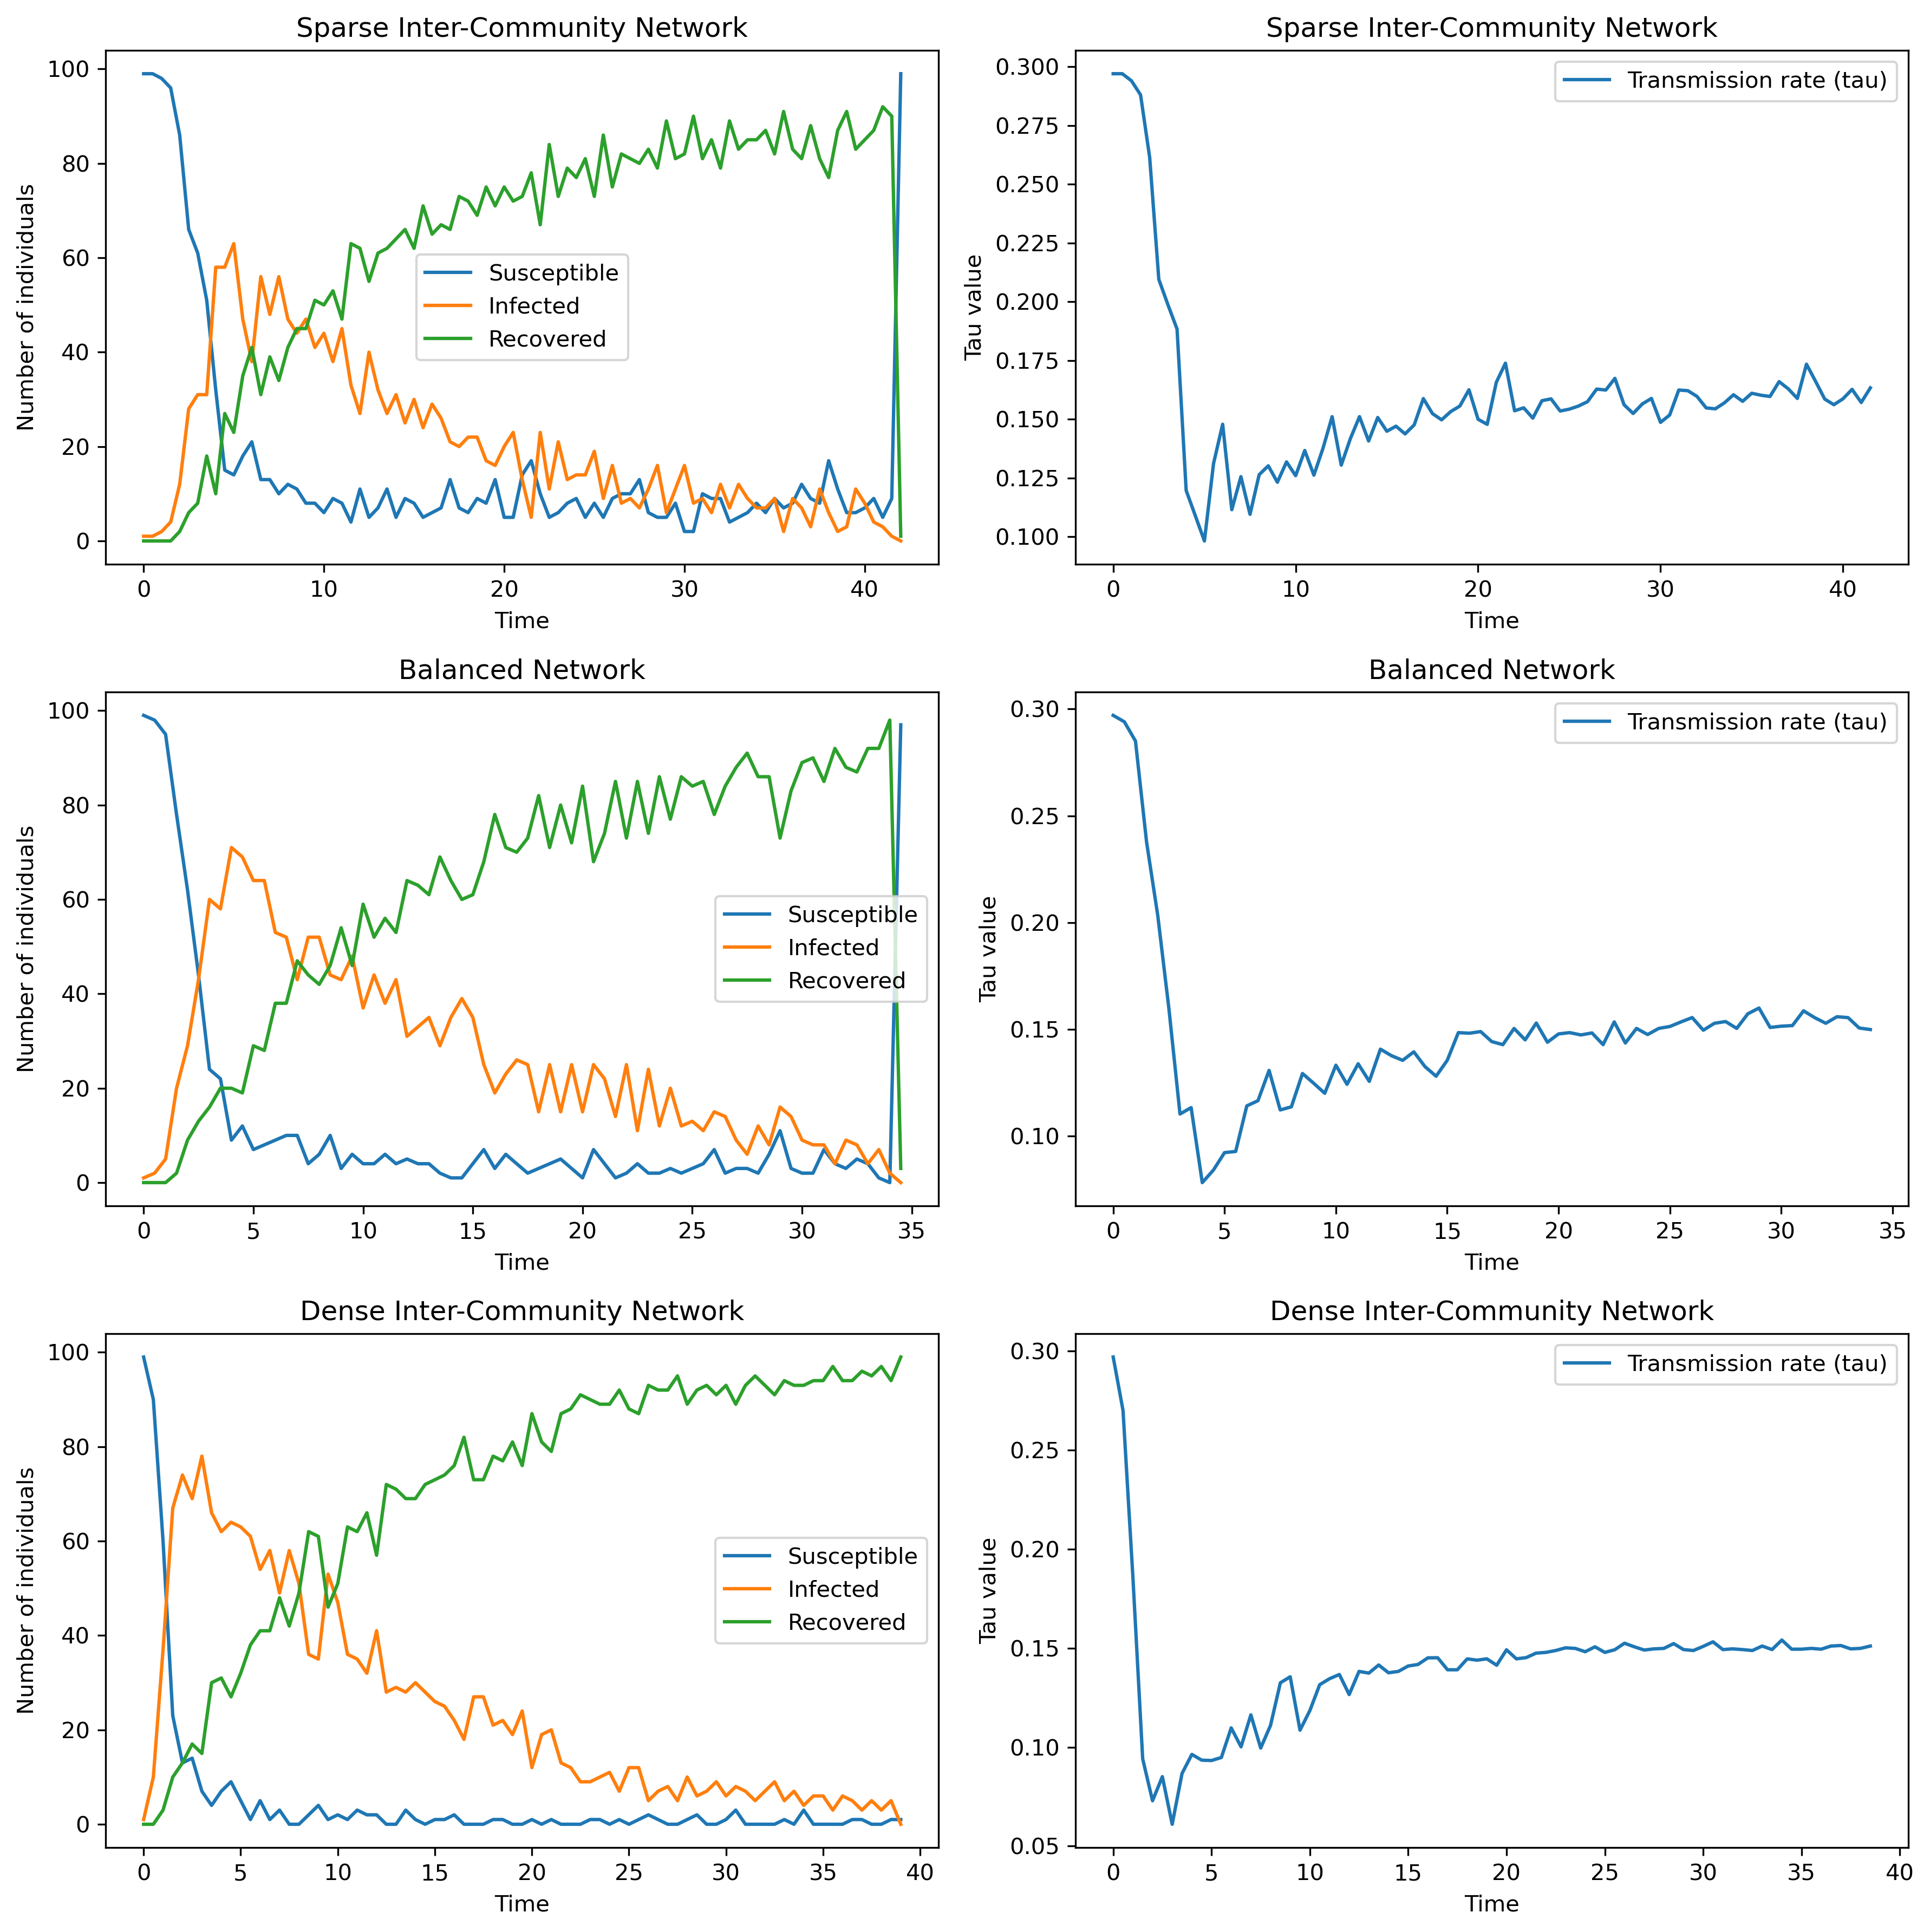 Sparse Inter-Community Network
Number of individuals
100
80
60
40
20
0
Susceptible
Infected
Recovered
0 10 20 30 40
Time
Sparse Inter-Community Network
Tau value
0.300
0.275
0.250
0.225
0.200
0.175
0.150
0.125
0.100
Transmission rate (tau)
0 10 20 30 40
Time
Balanced Network
Number of individuals
100
80
60
40
20
0
Susceptible
Infected
Recovered
0 5 10 15 20 25 30 35
Time
Balanced Network
Tau value
0.30
0.25
0.20
0.15
0.10
Transmission rate (tau)
0 5 10 15 20 25 30 35
Time
Dense Inter-Community Network
Number of individuals
100
80
60
40
20
0
Susceptible
Infected
Recovered
0 5 10 15 20 25 30 35 40
Time
Dense Inter-Community Network
Tau value
0.30
0.25
0.20
0.15
0.10
0.05
Transmission rate (tau)
0 5 10 15 20 25 30 35 40
Time